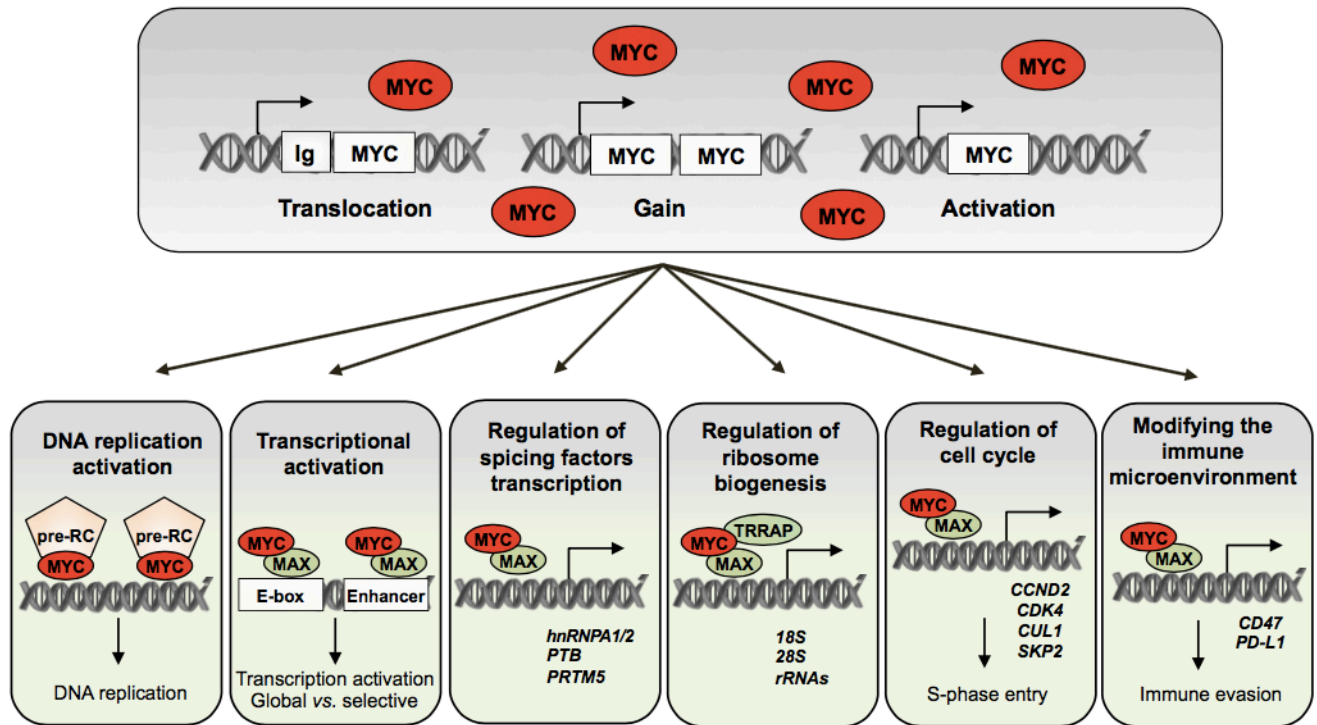 MYC
MYC
MYC
MYC
Ig
MYC
MYC
MYC
MYC
MYC
MYC
Translocation
Gain
Activation
DNA replication
activation
pre-RC
pre-RC
MYC
MYC
DNA replication
Transcriptional
activation
MYC
MAX
MYC
MAX
E-box
Enhancer
Transcription activation
Global vs. selective
Regulation of
spicing factors
transcription
MYC
MAX
hnRNPA1/2
PTB
PRTM5
Regulation of
ribosome
biogenesis
TRRAP
MYC
MAX
18S
28S
rRNAs
Regulation of
cell cycle
MYC
MAX
CCND2
CDK4
CUL1
SKP2
S-phase entry
Modifying the
immune
microenvironment
MYC
MAX
CD47
PD-L1
Immune evasion